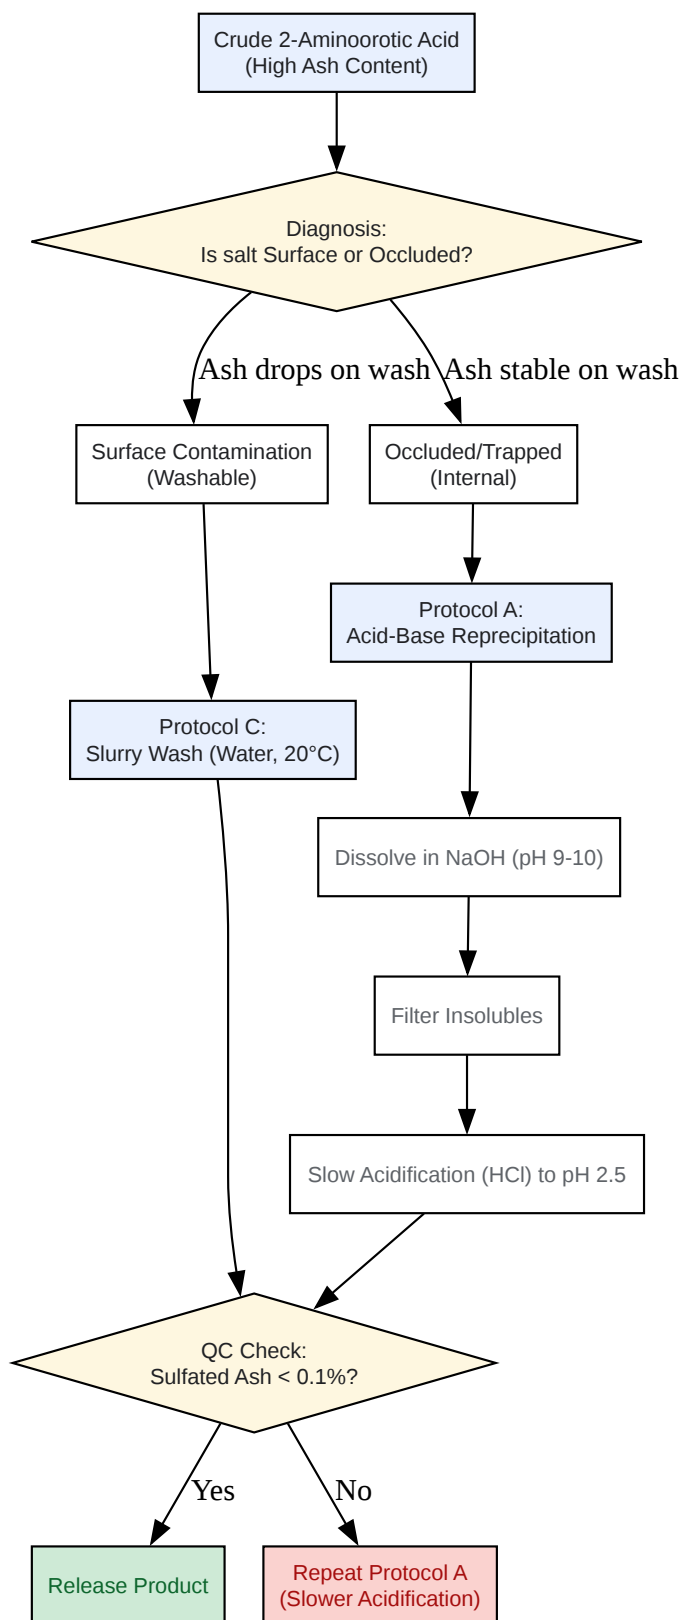 Crude 2-Aminoorotic Acid
(High Ash Content)
Diagnosis:
Is salt Surface or Occluded?
Ash drops on wash
Ash stable on wash
Surface Contamination
(Washable)
Occluded/Trapped
(Internal)
Protocol A:
Acid-Base Reprecipitation
Protocol C:
Slurry Wash (Water, 20°C)
Dissolve in NaOH (pH 9-10)
Filter Insolubles
Slow Acidification (HCl) to pH 2.5
QC Check:
Sulfated Ash < 0.1%?
Yes
No
Release Product
Repeat Protocol A
(Slower Acidification)